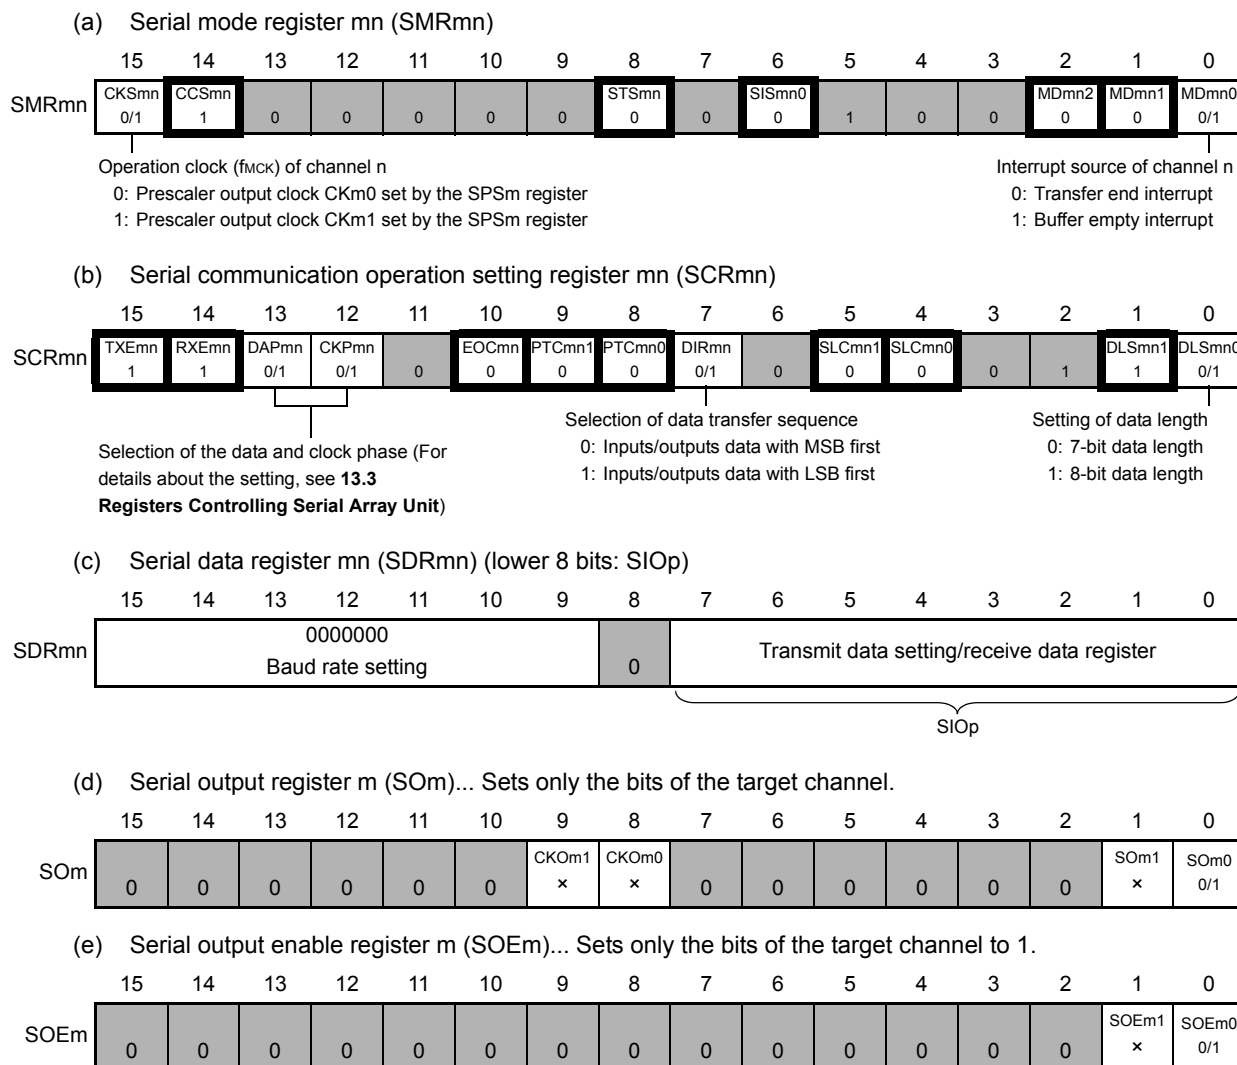 (a) Serial mode register mn (SMRmn)
15 14 13 12 11 10 9 8 7 6 5 4 3 2 1 0
SMRmn
CKSmn CCSmn STSmn SISmn0 MDmn2 MDmn1 MDmn0
0/1 1 0 0 0 0 0 0 0 0 1 0 0 0 0 0/1
Operation clock (fMCK) of channel n
0: Prescaler output clock CKm0 set by the SPSm register
1: Prescaler output clock CKm1 set by the SPSm register
Interrupt source of channel n
0: Transfer end interrupt
1: Buffer empty interrupt
(b) Serial communication operation setting register mn (SCRmn)
15 14 13 12 11 10 9 8 7 6 5 4 3 2 1 0
SCRmn
TXEmn RXEmn DAPmn CKPmn EOCmn PTCmn1 PTCmn0 DIRmn SLCmn1 SLCmn0 DLSmn1 DLSmn0
1 1 0/1 0/1 0 0 0 0 0/1 0 0 0 0 1 1 0/1
Selection of the data and clock phase (For
details about the setting, see 13.3
Registers Controlling Serial Array Unit)
Selection of data transfer sequence
0: Inputs/outputs data with MSB first
1: Inputs/outputs data with LSB first
Setting of data length
0: 7-bit data length
1: 8-bit data length
(c) Serial data register mn (SDRmn) (lower 8 bits: SIOp)
15 14 13 12 11 10 9 8 7 6 5 4 3 2 1 0
SDRmn
0000000
Baud rate setting
0
Transmit data setting/receive data register
SIOp
(d) Serial output register m (SOm)... Sets only the bits of the target channel.
15 14 13 12 11 10 9 8 7 6 5 4 3 2 1 0
SOm
CKOm1 CKOm0 SOm1 SOm0
0 0 0 0 0 0 × × 0 0 0 0 0 0 × 0/1
(e) Serial output enable register m (SOEm)... Sets only the bits of the target channel to 1.
15 14 13 12 11 10 9 8 7 6 5 4 3 2 1 0
SOEm
SOEm1 SOEm0
0 0 0 0 0 0 0 0 0 0 0 0 0 0 × 0/1